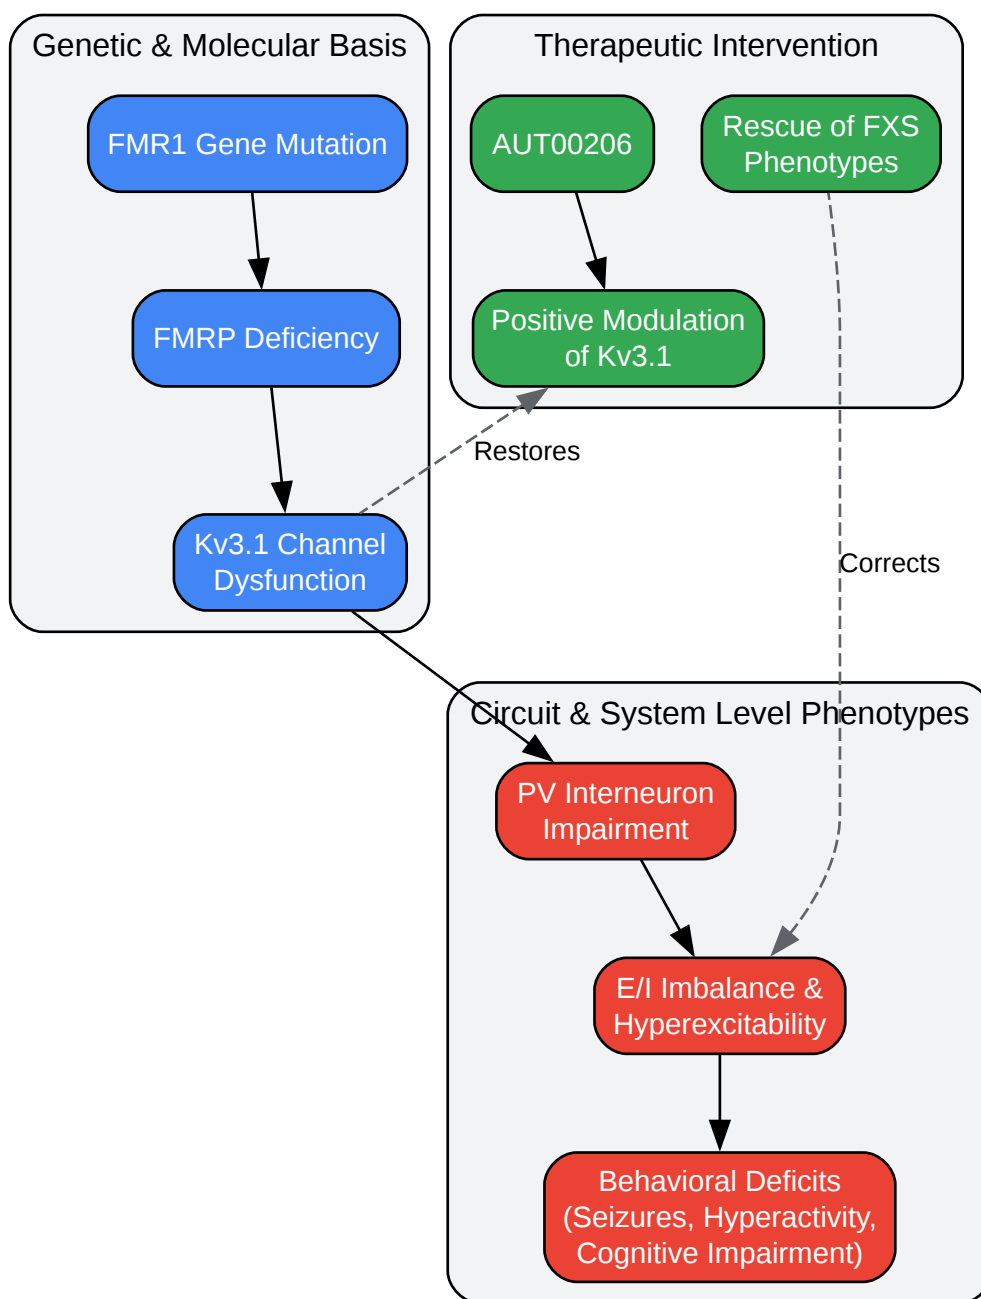 Genetic & Molecular Basis
FMR1 Gene Mutation
FMRP Deficiency
Kv3.1 Channel
Dysfunction
Therapeutic Intervention
AUT00206
Rescue of FXS
Phenotypes
Positive Modulation
of Kv3.1
Restores
Corrects
Circuit & System Level Phenotypes
PV Interneuron
Impairment
E/I Imbalance &
Hyperexcitability
Behavioral Deficits
(Seizures, Hyperactivity,
Cognitive Impairment)